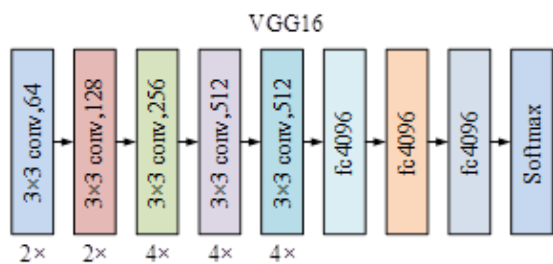 VGG16
3×3 conv,64
3×3 conv,128
3×3 conv,256
3×3 conv,512
3×3 conv,512
fc4096
fc4096
fc4096
Softmax
2×
2×
4×
4×
4×